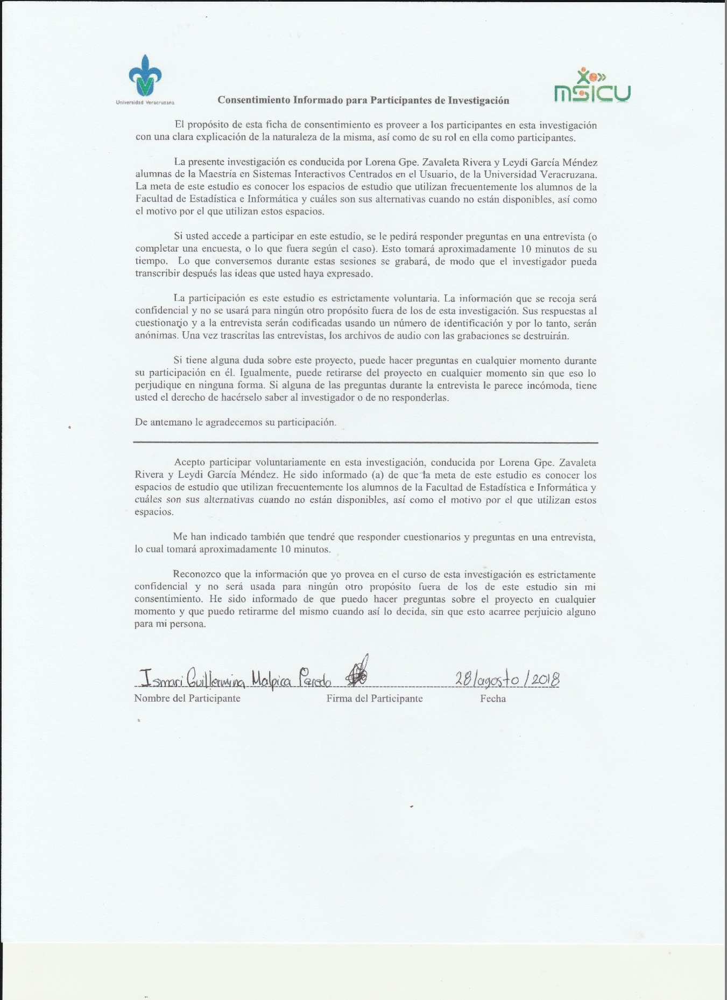 Universidad Veracruzana
MSICU
Consentimiento Informado para Participantes de Investigación
El propósito de esta ficha de consentimiento es proveer a los participantes en esta investigación
con una clara explicación de la naturaleza de la misma, así como de su rol en ella como participantes.
La presente investigación es conducida por Lorena Gpe. Zavaleta Rivera y Leydi García Méndez
alumnas de la Maestría en Sistemas Interactivos Centrados en el Usuario, de la Universidad Veracruzana.
La meta de este estudio es conocer los espacios de estudio que utilizan frecuentemente los alumnos de la
Facultad de Estadística e Informática y cuáles son sus alternativas cuando no están disponibles, así como
el motivo por el que utilizan estos espacios.
Si usted accede a participar en este estudio, se le pedirá responder preguntas en una entrevista (o
completar una encuesta, o lo que fuera según el caso). Esto tomará aproximadamente 10 minutos de su
tiempo. Lo que conversemos durante estas sesiones se grabará, de modo que el investigador pueda
transcribir después las ideas que usted haya expresado.
La participación es este estudio es estrictamente voluntaria. La información que se recoja será
confidencial y no se usará para ningún otro propósito fuera de los de esta investigación. Sus respuestas al
cuestionario y a la entrevista serán codificadas usando un número de identificación y por lo tanto, serán
anónimas. Una vez trascritas las entrevistas, los archivos de audio con las grabaciones se destruirán.
Si tiene alguna duda sobre este proyecto, puede hacer preguntas en cualquier momento durante
su participación en él. Igualmente, puede retirarse del proyecto en cualquier momento sin que eso lo
perjudique en ninguna forma. Si alguna de las preguntas durante la entrevista le parece incómoda, tiene
usted el derecho de hacérselo saber al investigador o de no responderlas.
De antemano le agradecemos su participación.
Acepto participar voluntariamente en esta investigación, conducida por Lorena Gpe. Zavaleta
Rivera y Leydi García Méndez. He sido informado (a) de que la meta de este estudio es conocer los
espacios de estudio que utilizan frecuentemente los alumnos de la Facultad de Estadística e Informática y
cuáles son sus alternativas cuando no están disponibles, así como el motivo por el que utilizan estos
espacios.
Me han indicado también que tendré que responder cuestionarios y preguntas en una entrevista,
lo cual tomará aproximadamente 10 minutos.
Reconozco que la información que yo provea en el curso de esta investigación es estrictamente
confidencial y no será usada para ningún otro propósito fuera de los de este estudio sin mi
consentimiento. He sido informado de que puedo hacer preguntas sobre el proyecto en cualquier
momento y que puedo retirarme del mismo cuando así lo decida, sin que esto acarree perjuicio alguno
para mi persona.
Ismari Guillermina Malpica Peredo 28/agosto/2018
Nombre del Participante Firma del Participante Fecha